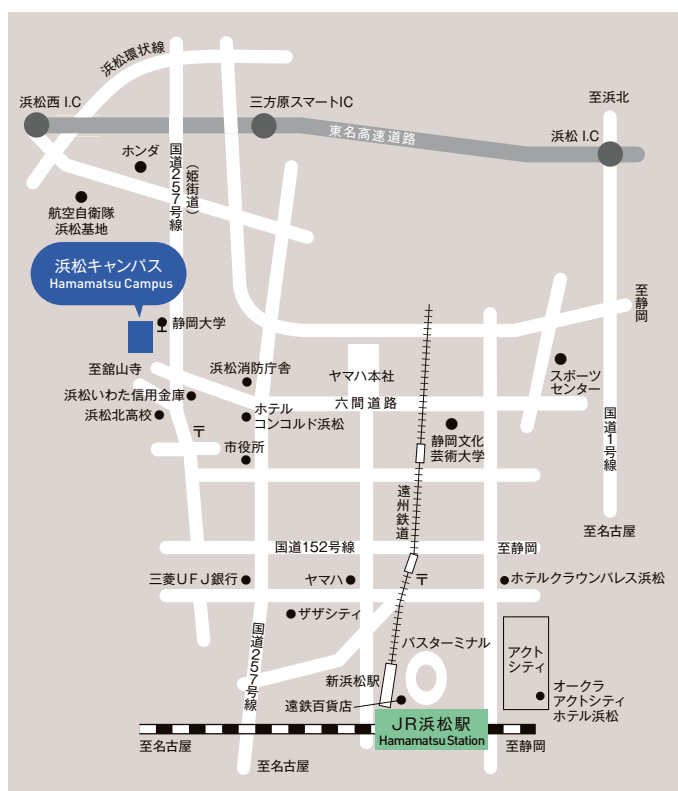 浜松環状線
浜松西 I.C
三方原スマートIC
至浜北
東名高速道路
浜松 I.C
ホンダ
国道257号線
（姫街道）
航空自衛隊
浜松基地
浜松キャンパス
Hamamatsu Campus
至静岡
静岡大学
至舘山寺
浜松消防庁舎
ヤマハ本社
スポーツ
センター
浜松いわた信用金庫
六間道路
浜松北高校
ホテル
コンコルド浜松
〒
静岡文化
芸術大学
国道1号線
市役所
遠州鉄道
至名古屋
国道152号線
至静岡
三菱UFJ銀行
ヤマハ
〒
ホテルクラウンパレス浜松
ザザシティ
国道257号線
バスターミナル
アクト
シティ
新浜松駅
遠鉄百貨店
オークラ
アクトシティ
ホテル浜松
JR浜松駅
Hamamatsu Station
至名古屋
至静岡
至名古屋